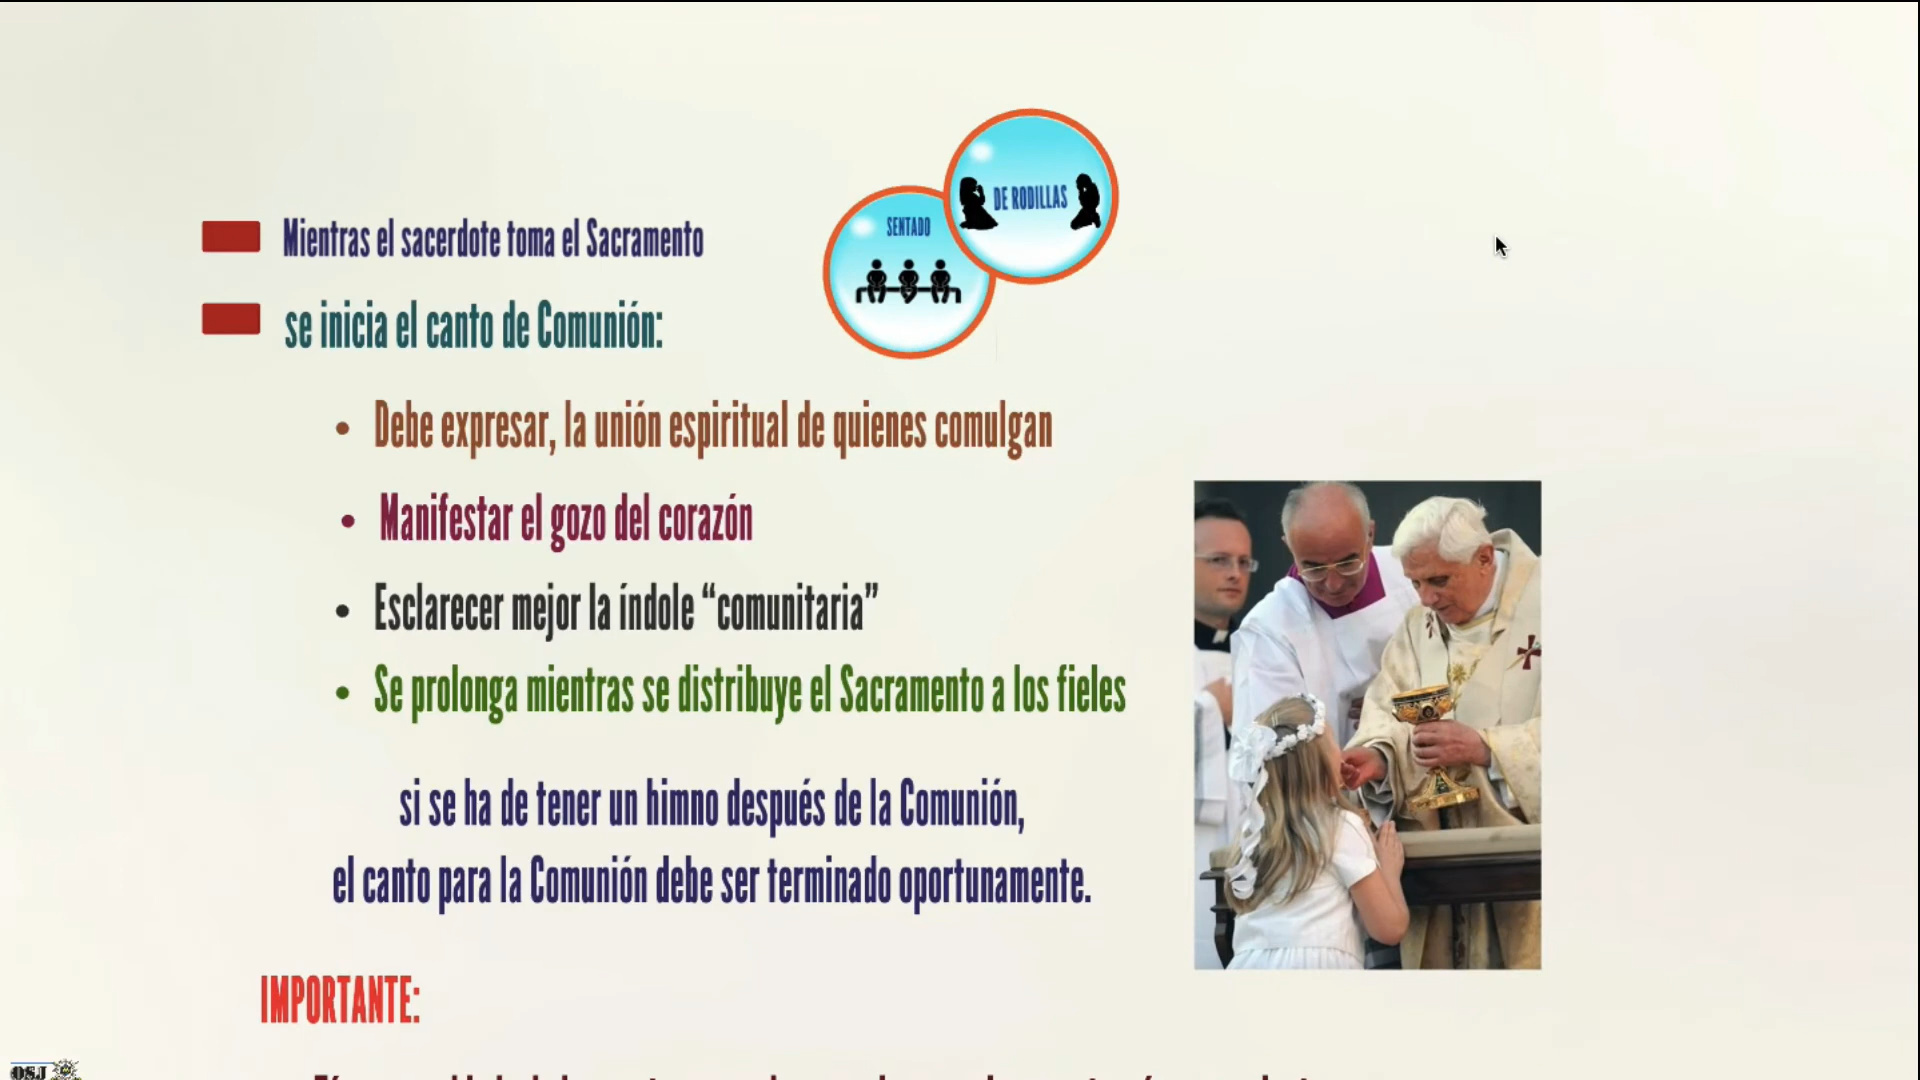 DE RODILLAS
SENTADO
Mientras el sacerdote toma el Sacramento
se inicia el canto de Comunión:
• Debe expresar, la unión espiritual de quienes comulgan
• Manifestar el gozo del corazón
• Esclarecer mejor la índole “comunitaria”
• Se prolonga mientras se distribuye el Sacramento a los fieles
si se ha de tener un himno después de la Comunión,
el canto para la Comunión debe ser terminado oportunamente.
IMPORTANTE:
OSJ